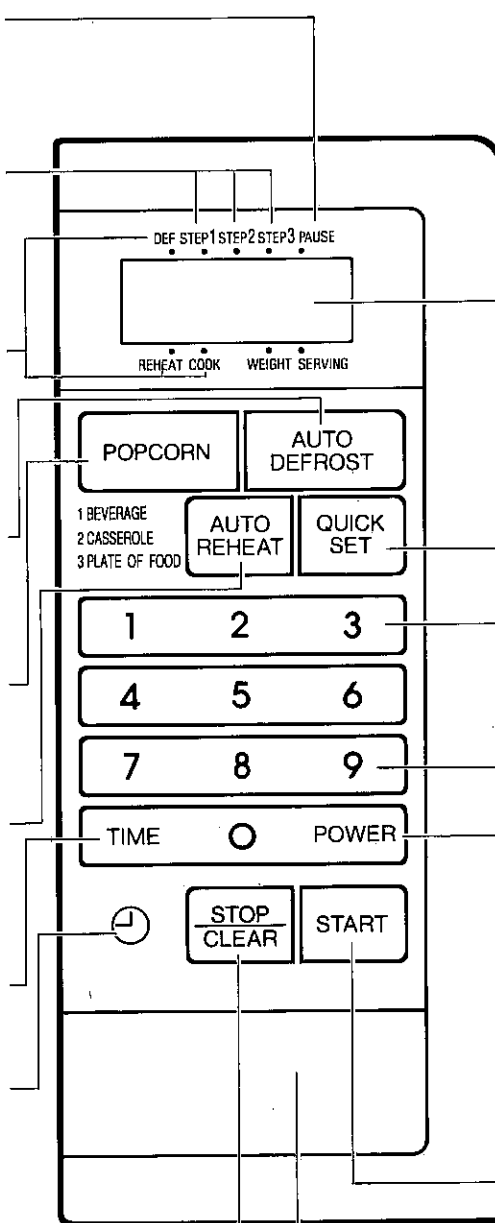 DEF STEP1 STEP2 STEP3 PAUSE
REHEAT COOK WEIGHT SERVING
POPCORN
AUTO
DEFROST
1 BEVERAGE
2 CASSEROLE
3 PLATE OF FOOD
AUTO
REHEAT
QUICK
SET
1 2 3
4 5 6
7 8 9
TIME 0 POWER
STOP
CLEAR
START